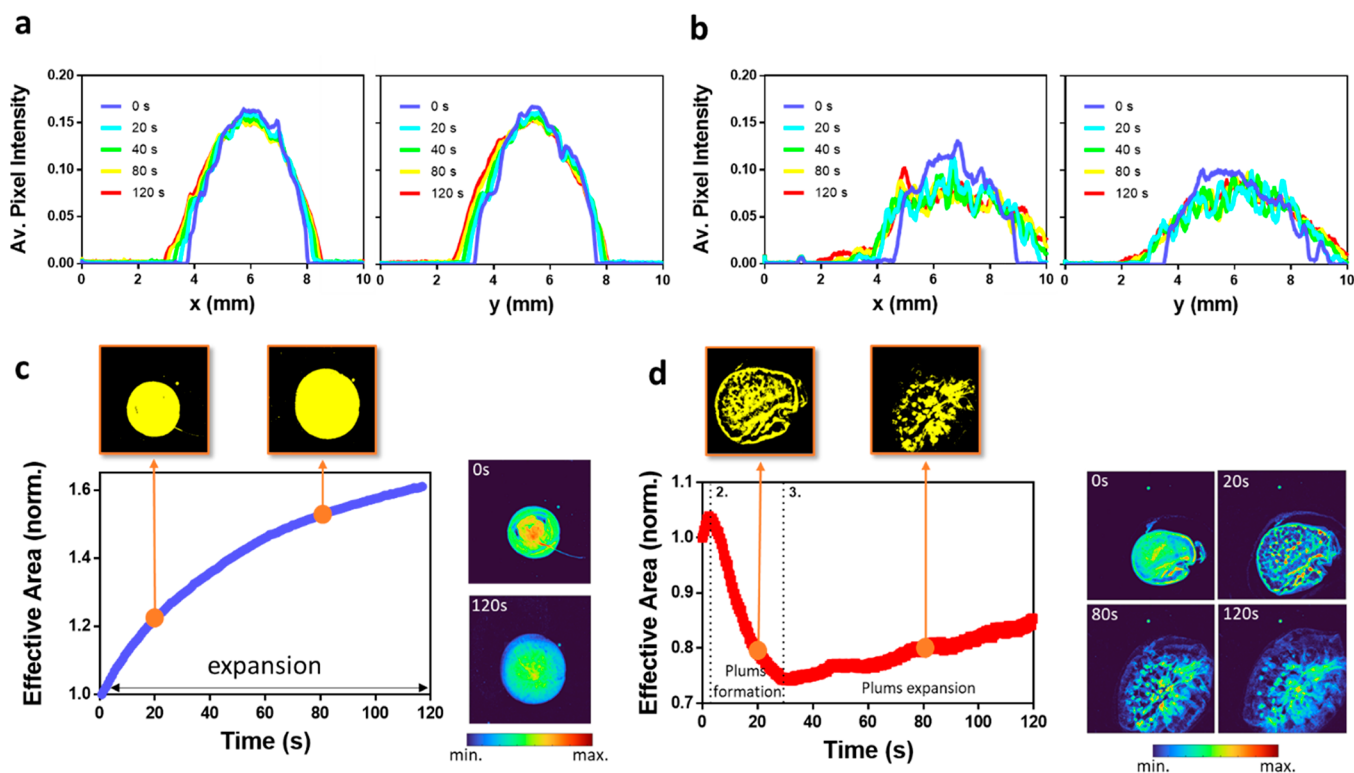 a
Av. Pixel Intensity
0.20
0.15
0.10
0.05
0.00
0 s
20 s
40 s
80 s
120 s
0 2 4 6 8 10
x (mm)
0 s
20 s
40 s
80 s
120 s
0 2 4 6 8 10
y (mm)
b
Av. Pixel Intensity
0.20
0.15
0.10
0.05
0.00
0 s
20 s
40 s
80 s
120 s
0 2 4 6 8 10
x (mm)
0 s
20 s
40 s
80 s
120 s
0 2 4 6 8 10
y (mm)
c
Effective Area (norm.)
1.6
1.4
1.2
1.0
expansion
0 20 40 60 80 100 120
Time (s)
0s
120s
min. max.
d
Effective Area (norm.)
1.1
1.0
0.9
0.8
0.7
2. 3.
Plums
formation
Plums expansion
0 20 40 60 80 100 120
Time (s)
0s
20s
80s
120s
min. max.